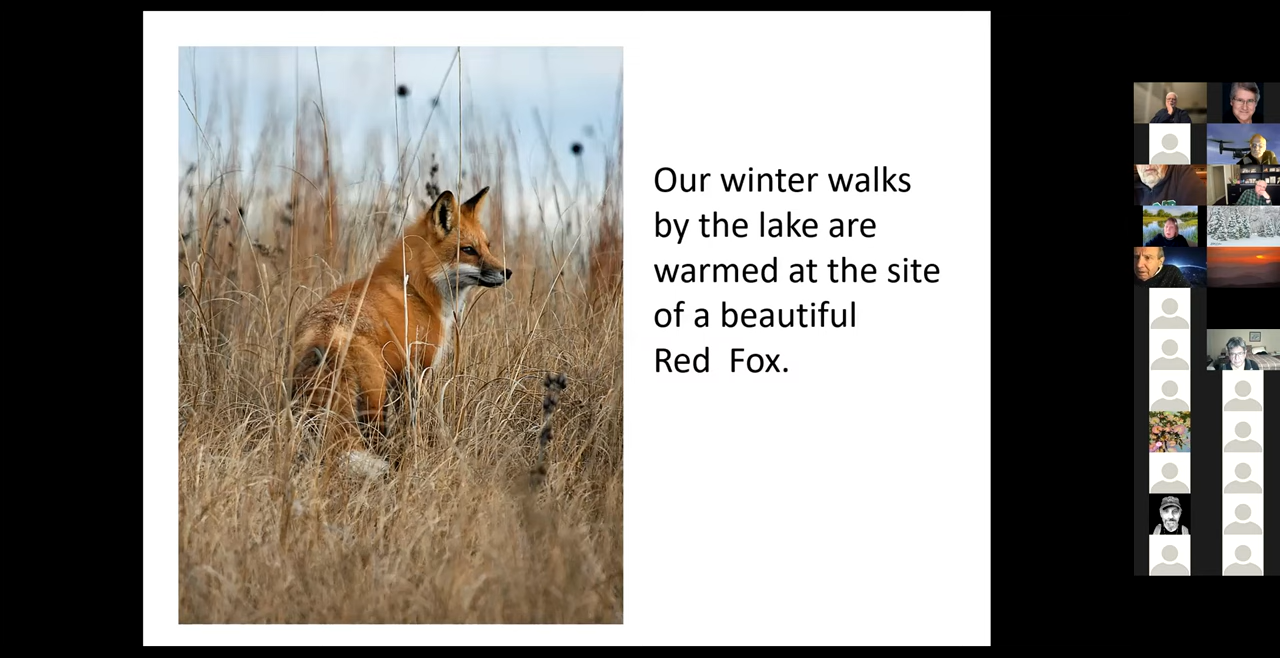 Our winter walks
by the lake are
warmed at the site
of a beautiful
Red  Fox.